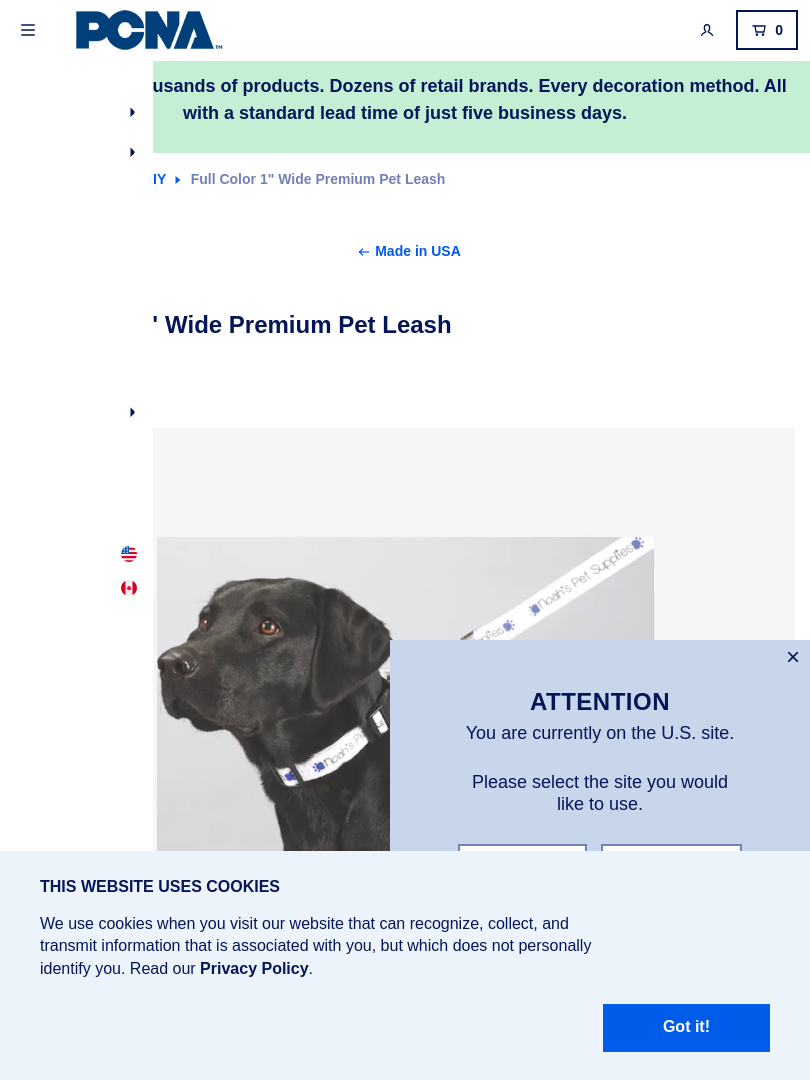 PCNA™
0
usands of products. Dozens of retail brands. Every decoration method. All
with a standard lead time of just five business days.
IY
Full Color 1" Wide Premium Pet Leash
Made in USA
' Wide Premium Pet Leash
Noah's Pet Supplies
plies
Noah's Pe
ATTENTION
You are currently on the U.S. site.
Please select the site you would
like to use.
THIS WEBSITE USES COOKIES
We use cookies when you visit our website that can recognize, collect, and
transmit information that is associated with you, but which does not personally
identify you. Read our Privacy Policy.
Got it!